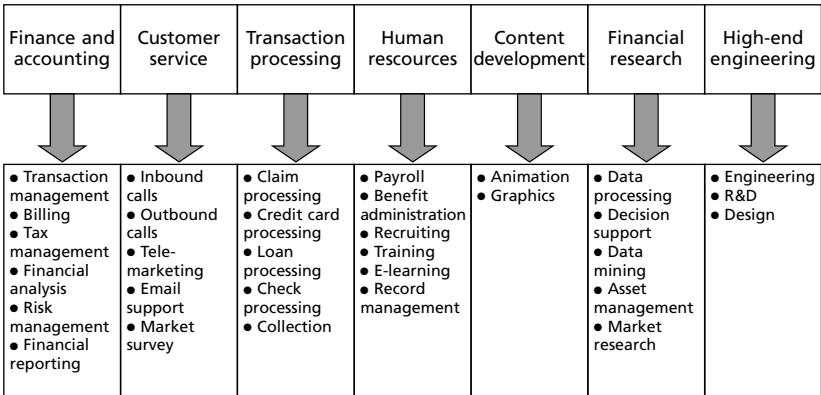 Finance and
accounting
Customer
service
Transaction
processing
Human
rescources
Content
development
Financial
research
High-end
engineering
● Transaction
management
● Billing
● Tax
management
● Financial
analysis
● Risk
management
● Financial
reporting
● Inbound
calls
● Outbound
calls
● Tele-
marketing
● Email
support
● Market
survey
● Claim
processing
● Credit card
processing
● Loan
processing
● Check
processing
● Collection
● Payroll
● Benefit
administration
● Recruiting
● Training
● E-learning
● Record
management
● Animation
● Graphics
● Data
processing
● Decision
support
● Data
mining
● Asset
management
● Market
research
● Engineering
● R&D
● Design